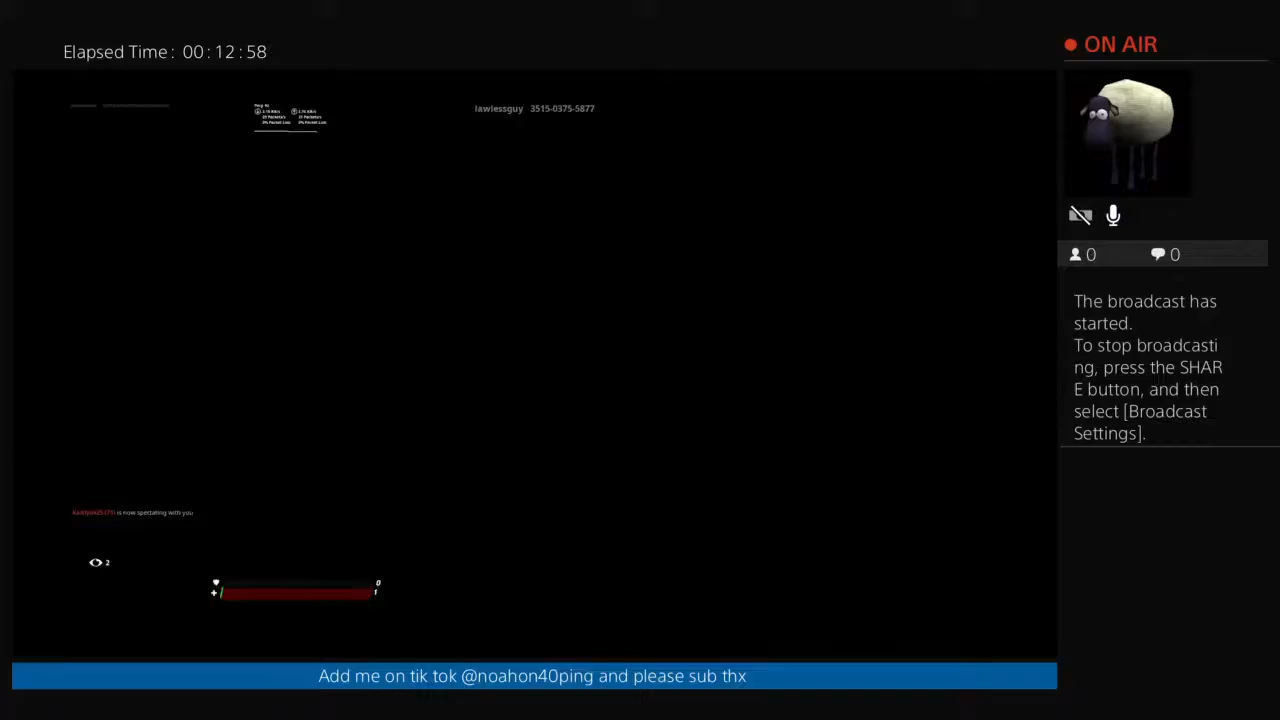 Elapsed Time: 00:12:58
ON AIR
lawlessguy 3515-0375-5877
0 0
The broadcast has
started.
To stop broadcasti
ng, press the SHAR
E button, and then
select [Broadcast
Settings].
is now spectating with you
2
0
1
Add me on tik tok @noahon40ping and please sub thx